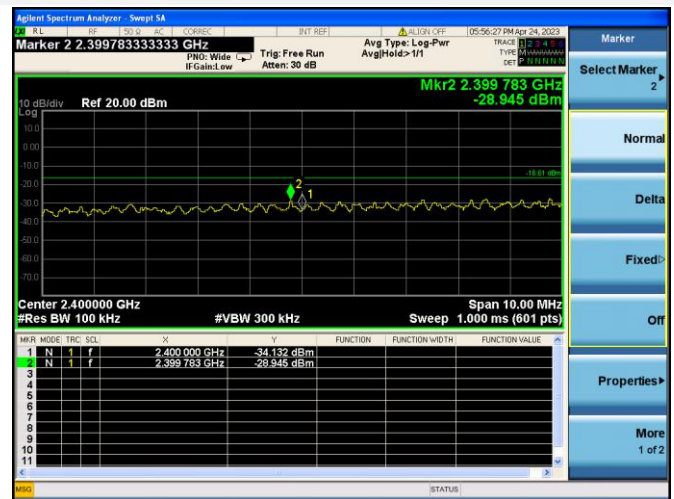 Agilent Spectrum Analyzer - Swept SA
RL RF 50 Ω AC CORREC INT REF ALIGN OFF 05:56:27 PM Apr 24, 2023
Marker 2 2.399783333333 GHz
PNO: Wide Trig: Free Run Avg Type: Log-Pwr TRACE 1 2 3 4 5 6
IFGain:Low Atten: 30 dB Avg|Hold:>1/1 TYPE
DET P N N N N N
Mkr2 2.399 783 GHz
-28.945 dBm
10 dB/div Ref 20.00 dBm
Log
10.0
0.00
-10.0
-16.01 dBm
-20.0
2
1
-30.0
-40.0
-50.0
-60.0
-70.0
Center 2.400000 GHz Span 10.00 MHz
#Res BW 100 kHz #VBW 300 kHz Sweep 1.000 ms (601 pts)
MKR MODE TRC SCL X Y FUNCTION FUNCTION WIDTH FUNCTION VALUE
1 N 1 f 2.400 000 GHz -34.132 dBm
2 N 1 f 2.399 783 GHz -28.945 dBm
3
4
5
6
7
8
9
10
11
MSG STATUS
Marker
Select Marker
2
Normal
Delta
Fixed
Off
Properties
More
1 of 2